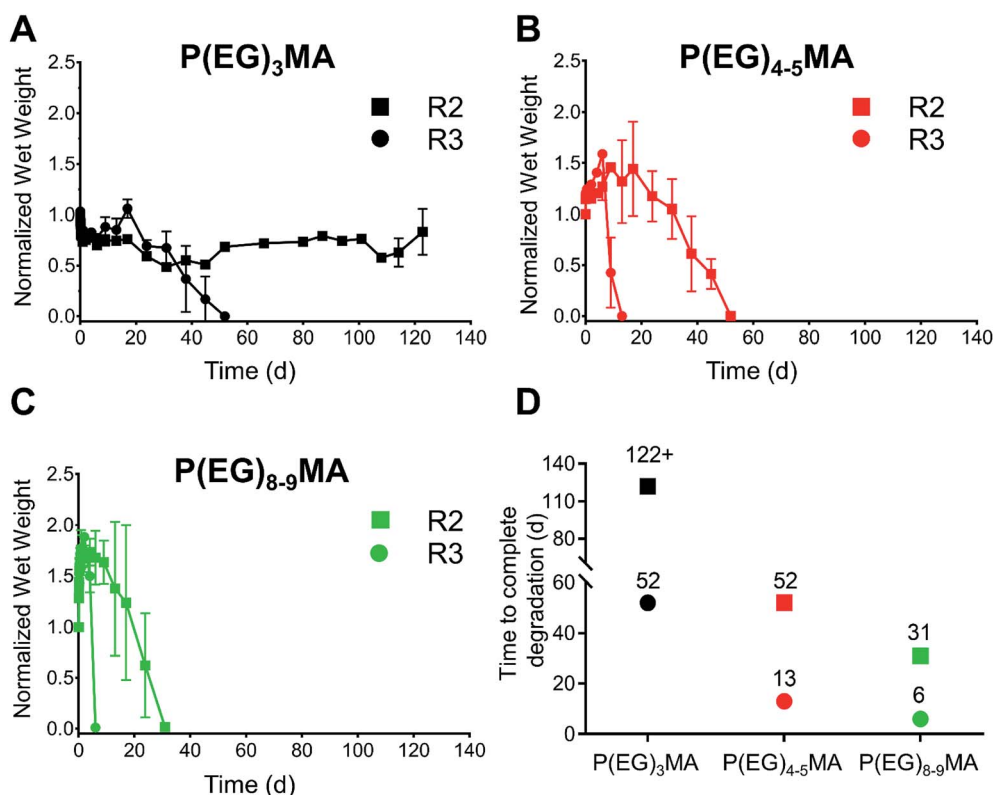 A
P(EG)3MA
R2
R3
Normalized Wet Weight
2.5
2.0
1.5
1.0
0.5
0.0
0 20 40 60 80 100 120 140
Time (d)
B
P(EG)4-5MA
R2
R3
Normalized Wet Weight
2.5
2.0
1.5
1.0
0.5
0.0
0 20 40 60 80 100 120 140
Time (d)
C
P(EG)8-9MA
R2
R3
Normalized Wet Weight
2.5
2.0
1.5
1.0
0.5
0.0
0 20 40 60 80 100 120 140
Time (d)
D
Time to complete
degradation (d)
140
120
100
80
60
40
20
0
122+
52
52
13
31
6
P(EG)3MA P(EG)4-5MA P(EG)8-9MA